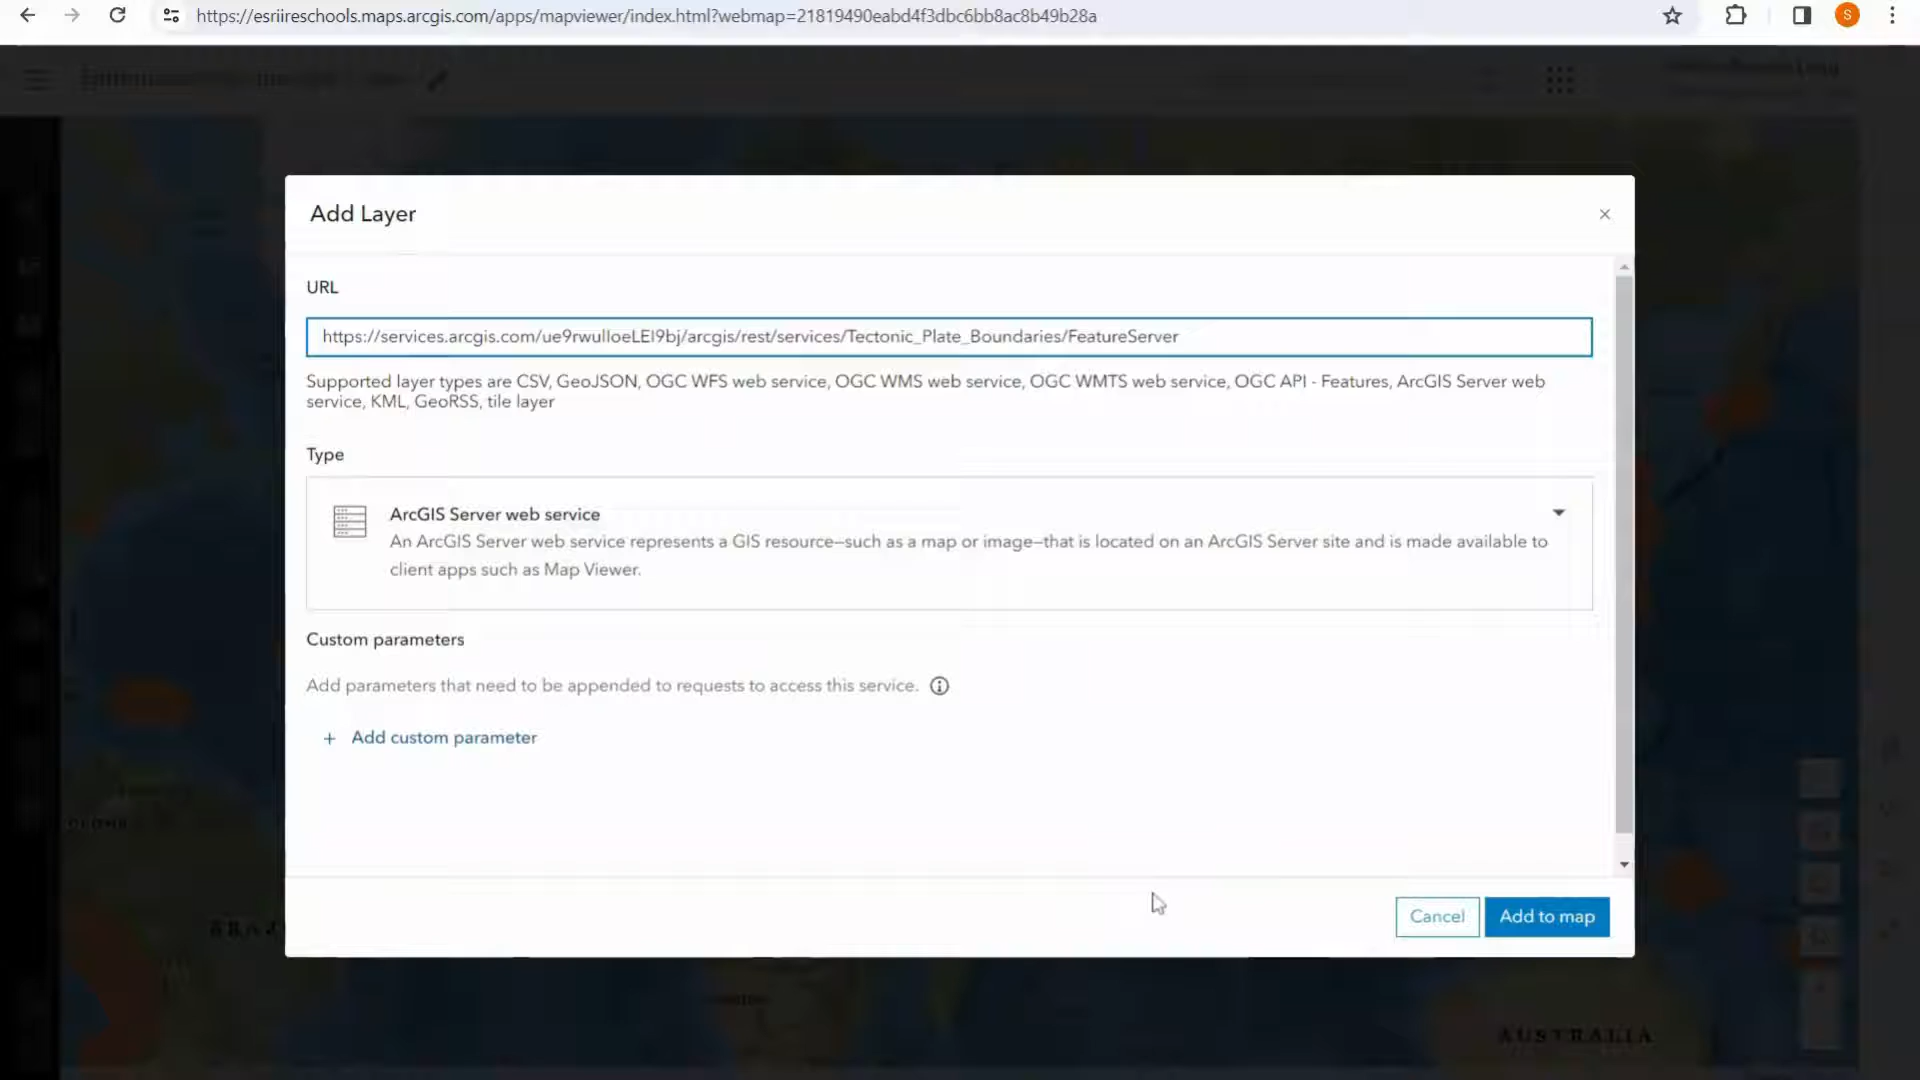 https://esriireschools.maps.arcgis.com/apps/mapviewer/index.html?webmap=21819490eabd4f3dbc6bb8ac8b49b28a
S
Add Layer
URL
https://services.arcgis.com/ue9rwulIoeLEI9bj/arcgis/rest/services/Tectonic_Plate_Boundaries/FeatureServer
Supported layer types are CSV, GeoJSON, OGC WFS web service, OGC WMS web service, OGC WMTS web service, OGC API - Features, ArcGIS Server web
service, KML, GeoRSS, tile layer
Type
ArcGIS Server web service
An ArcGIS Server web service represents a GIS resource—such as a map or image—that is located on an ArcGIS Server site and is made available to
client apps such as Map Viewer.
Custom parameters
Add parameters that need to be appended to requests to access this service.
+ Add custom parameter
Cancel
Add to map
AUSTRALIA